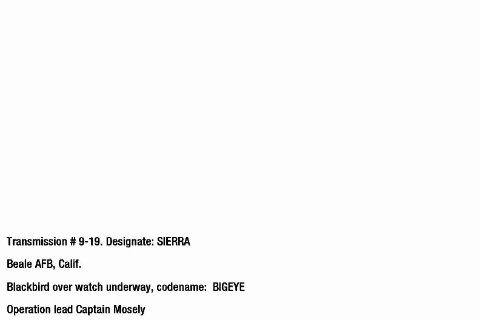 Transmission # 9-19. Designate: SIERRA
Beale AFB, Calif.
Blackbird over watch underway, codename:  BIGEYE
Operation lead Captain Mosely